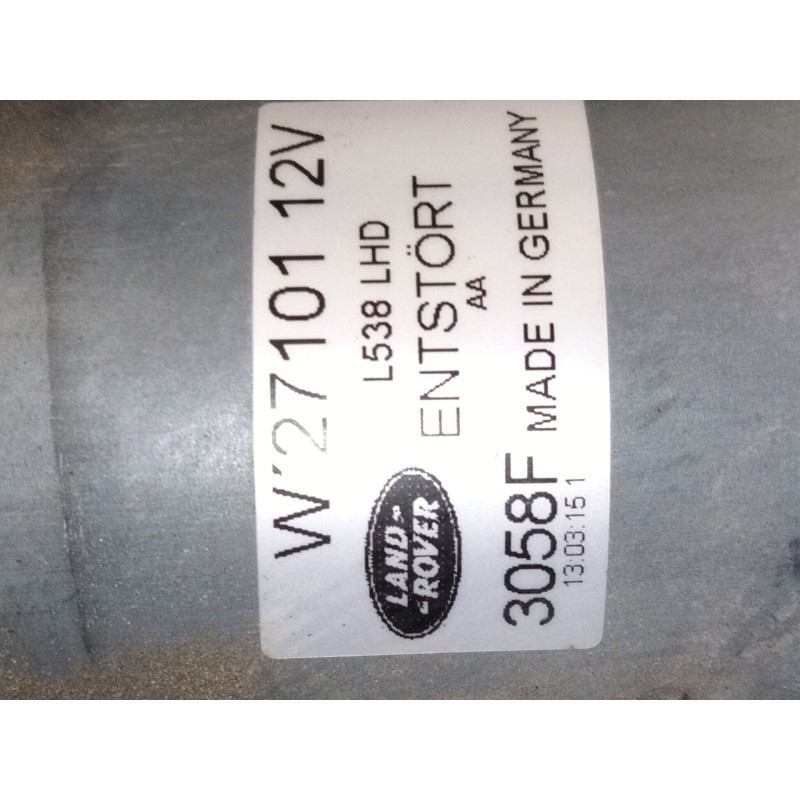 W'27101 12V
L538 LHD
ENTSTÖRT
AA
LAND-
-ROVER
3058F MADE IN GERMANY
13:03:15 1